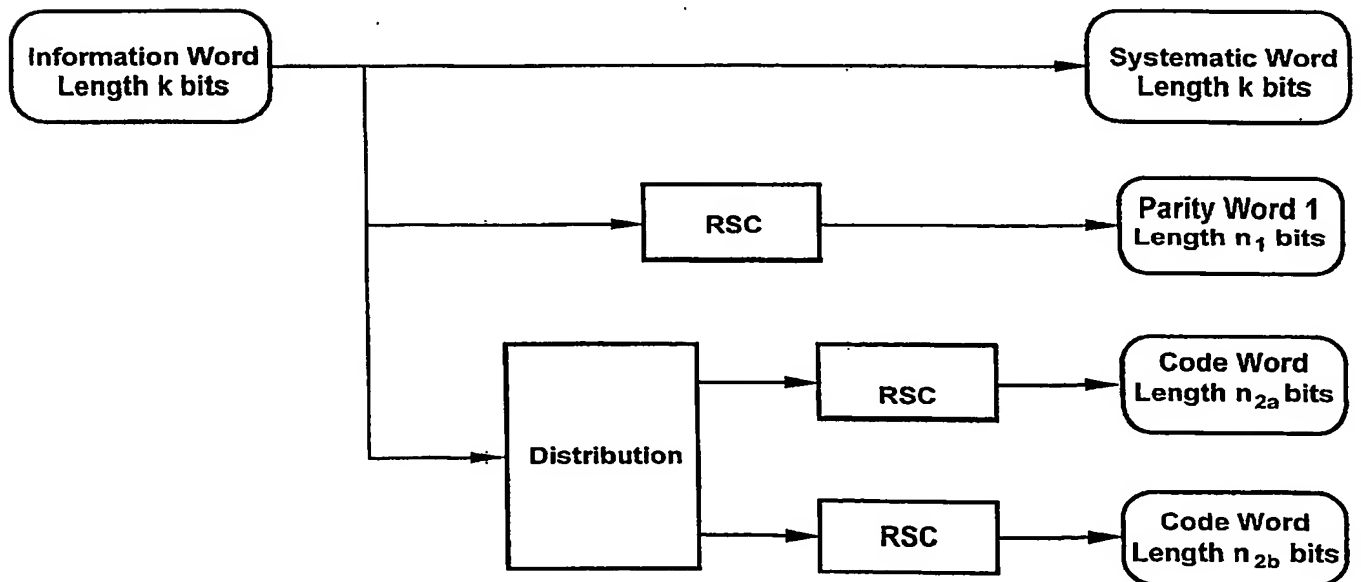 Information Word
Length k bits
Systematic Word
Length k bits
RSC
Parity Word 1
Length n₁ bits
Distribution
RSC
Code Word
Length n₂ₐ bits
RSC
Code Word
Length n_2b bits